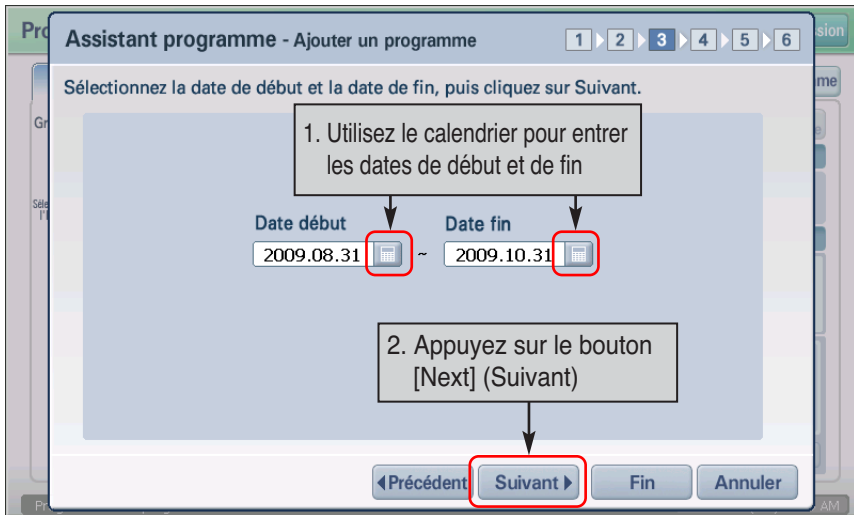 Assistant programme - Ajouter un programme
1 2 3 4 5 6
Sélectionnez la date de début et la date de fin, puis cliquez sur Suivant.
1. Utilisez le calendrier pour entrer
les dates de début et de fin
Date début Date fin
2009.08.31 ~ 2009.10.31
2. Appuyez sur le bouton
[Next] (Suivant)
Précédent Suivant Fin Annuler
AM